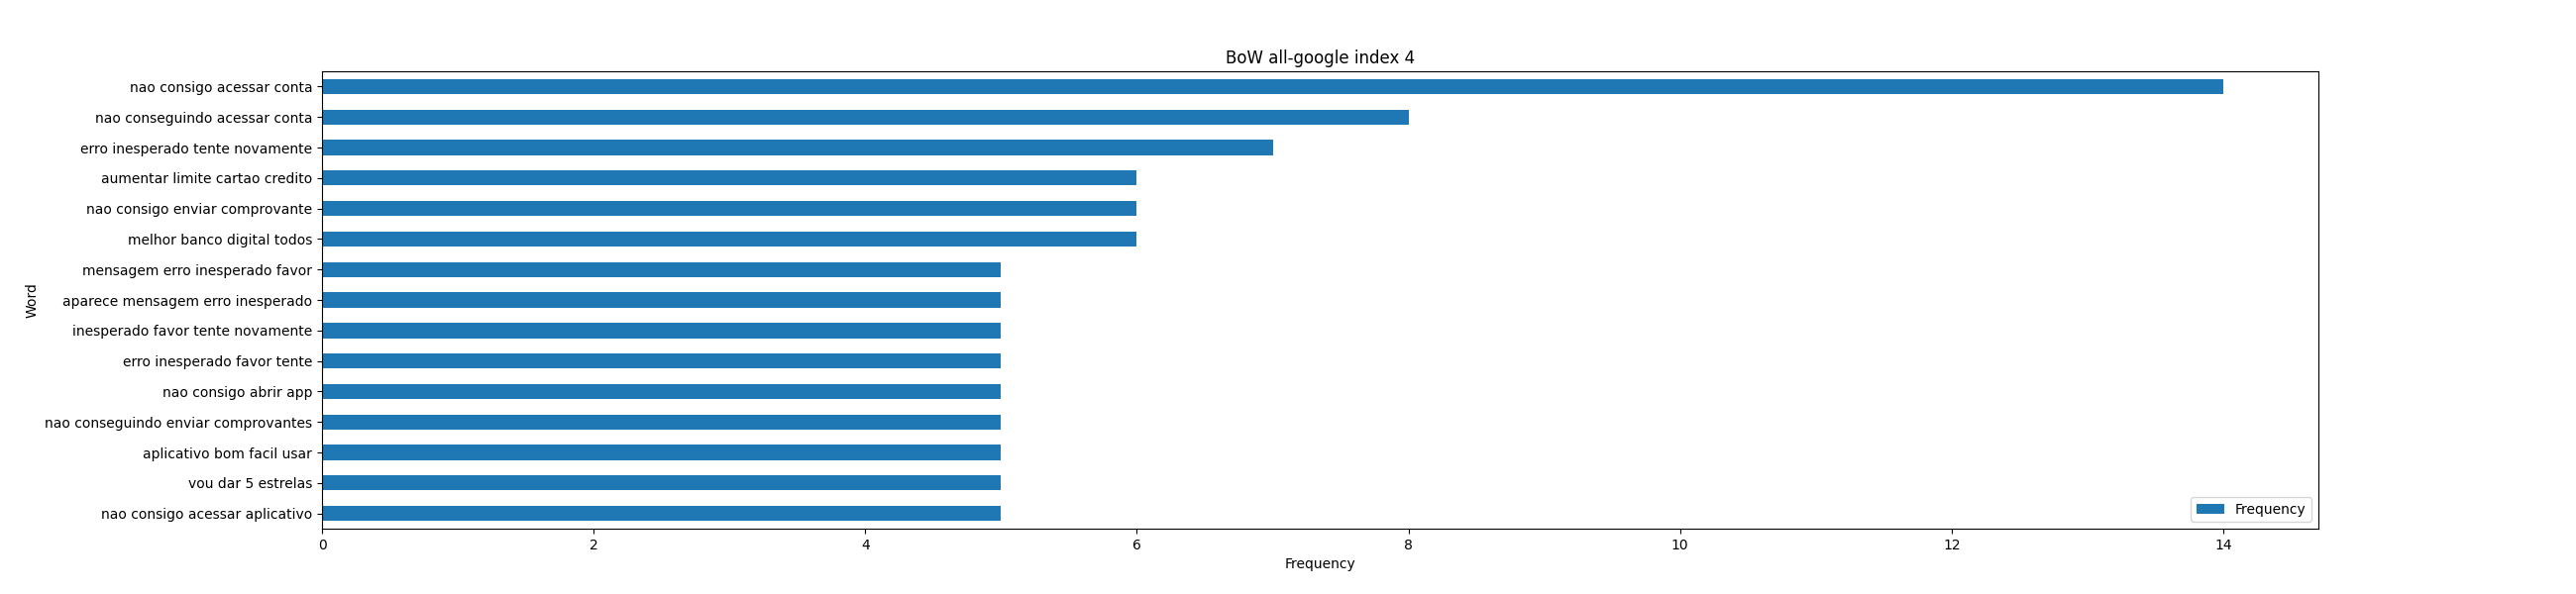 BoW all-google index 4
nao consigo acessar conta
nao conseguindo acessar conta
erro inesperado tente novamente
aumentar limite cartao credito
nao consigo enviar comprovante
melhor banco digital todos
mensagem erro inesperado favor
aparece mensagem erro inesperado
inesperado favor tente novamente
erro inesperado favor tente
nao consigo abrir app
nao conseguindo enviar comprovantes
aplicativo bom facil usar
vou dar 5 estrelas
nao consigo acessar aplicativo
Word
Frequency
0 2 4 6 8 10 12 14
Frequency